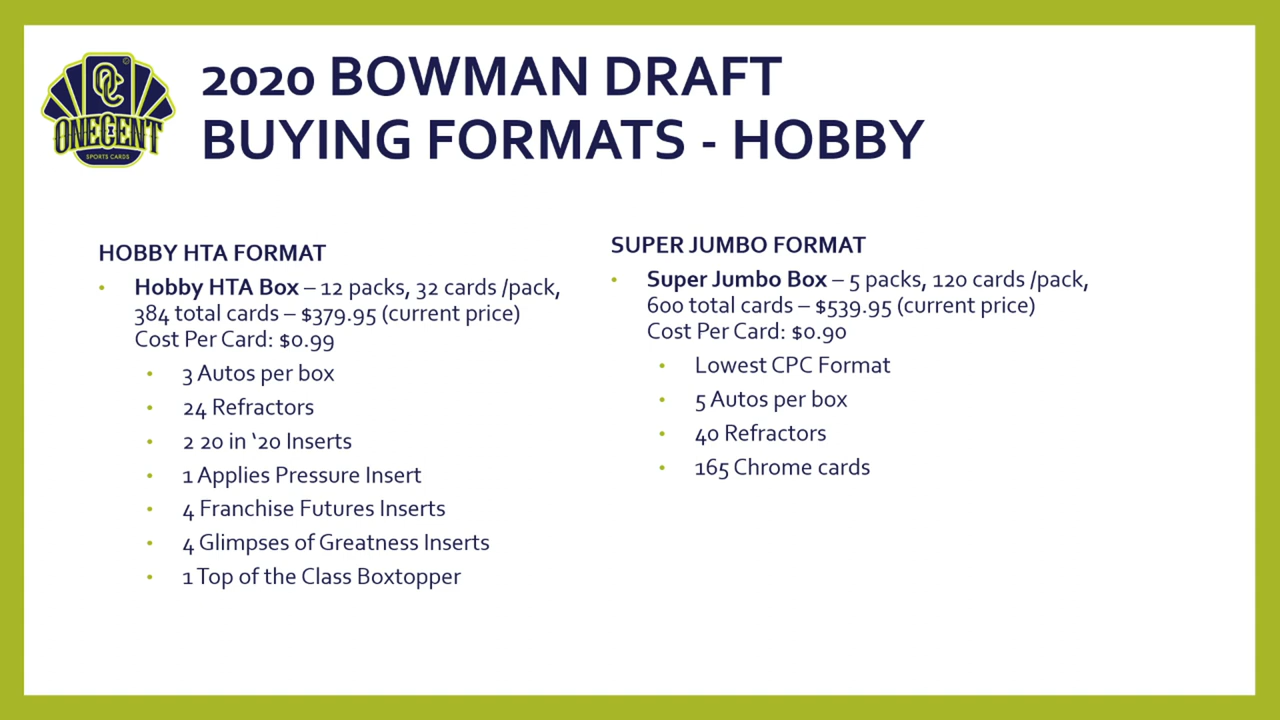 OC
ONECENT
SPORTS CARDS
2020 BOWMAN DRAFT
BUYING FORMATS - HOBBY
HOBBY HTA FORMAT
• Hobby HTA Box – 12 packs, 32 cards /pack,
384 total cards – $379.95 (current price)
Cost Per Card: $0.99
• 3 Autos per box
• 24 Refractors
• 2 20 in ‘20 Inserts
• 1 Applies Pressure Insert
• 4 Franchise Futures Inserts
• 4 Glimpses of Greatness Inserts
• 1 Top of the Class Boxtopper
SUPER JUMBO FORMAT
• Super Jumbo Box – 5 packs, 120 cards /pack,
600 total cards – $539.95 (current price)
Cost Per Card: $0.90
• Lowest CPC Format
• 5 Autos per box
• 40 Refractors
• 165 Chrome cards